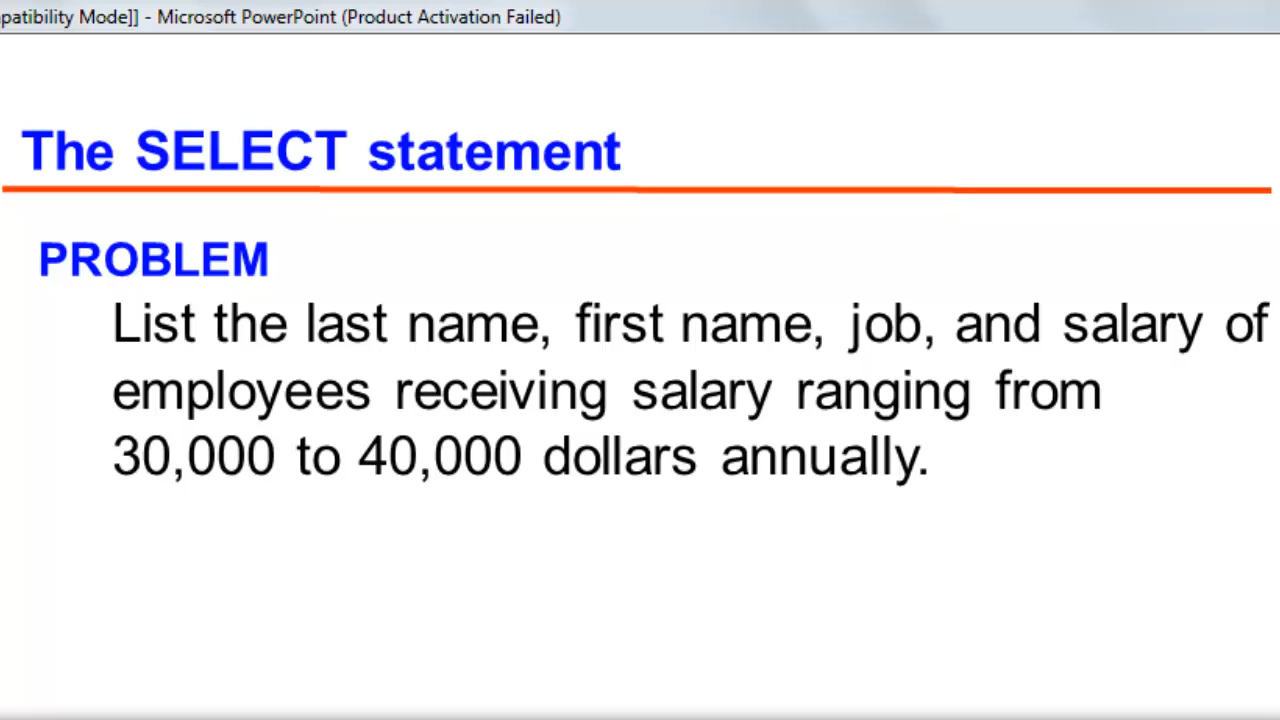 patibility Mode]] - Microsoft PowerPoint (Product Activation Failed)
The SELECT statement
PROBLEM
List the last name, first name, job, and salary of
employees receiving salary ranging from
30,000 to 40,000 dollars annually.